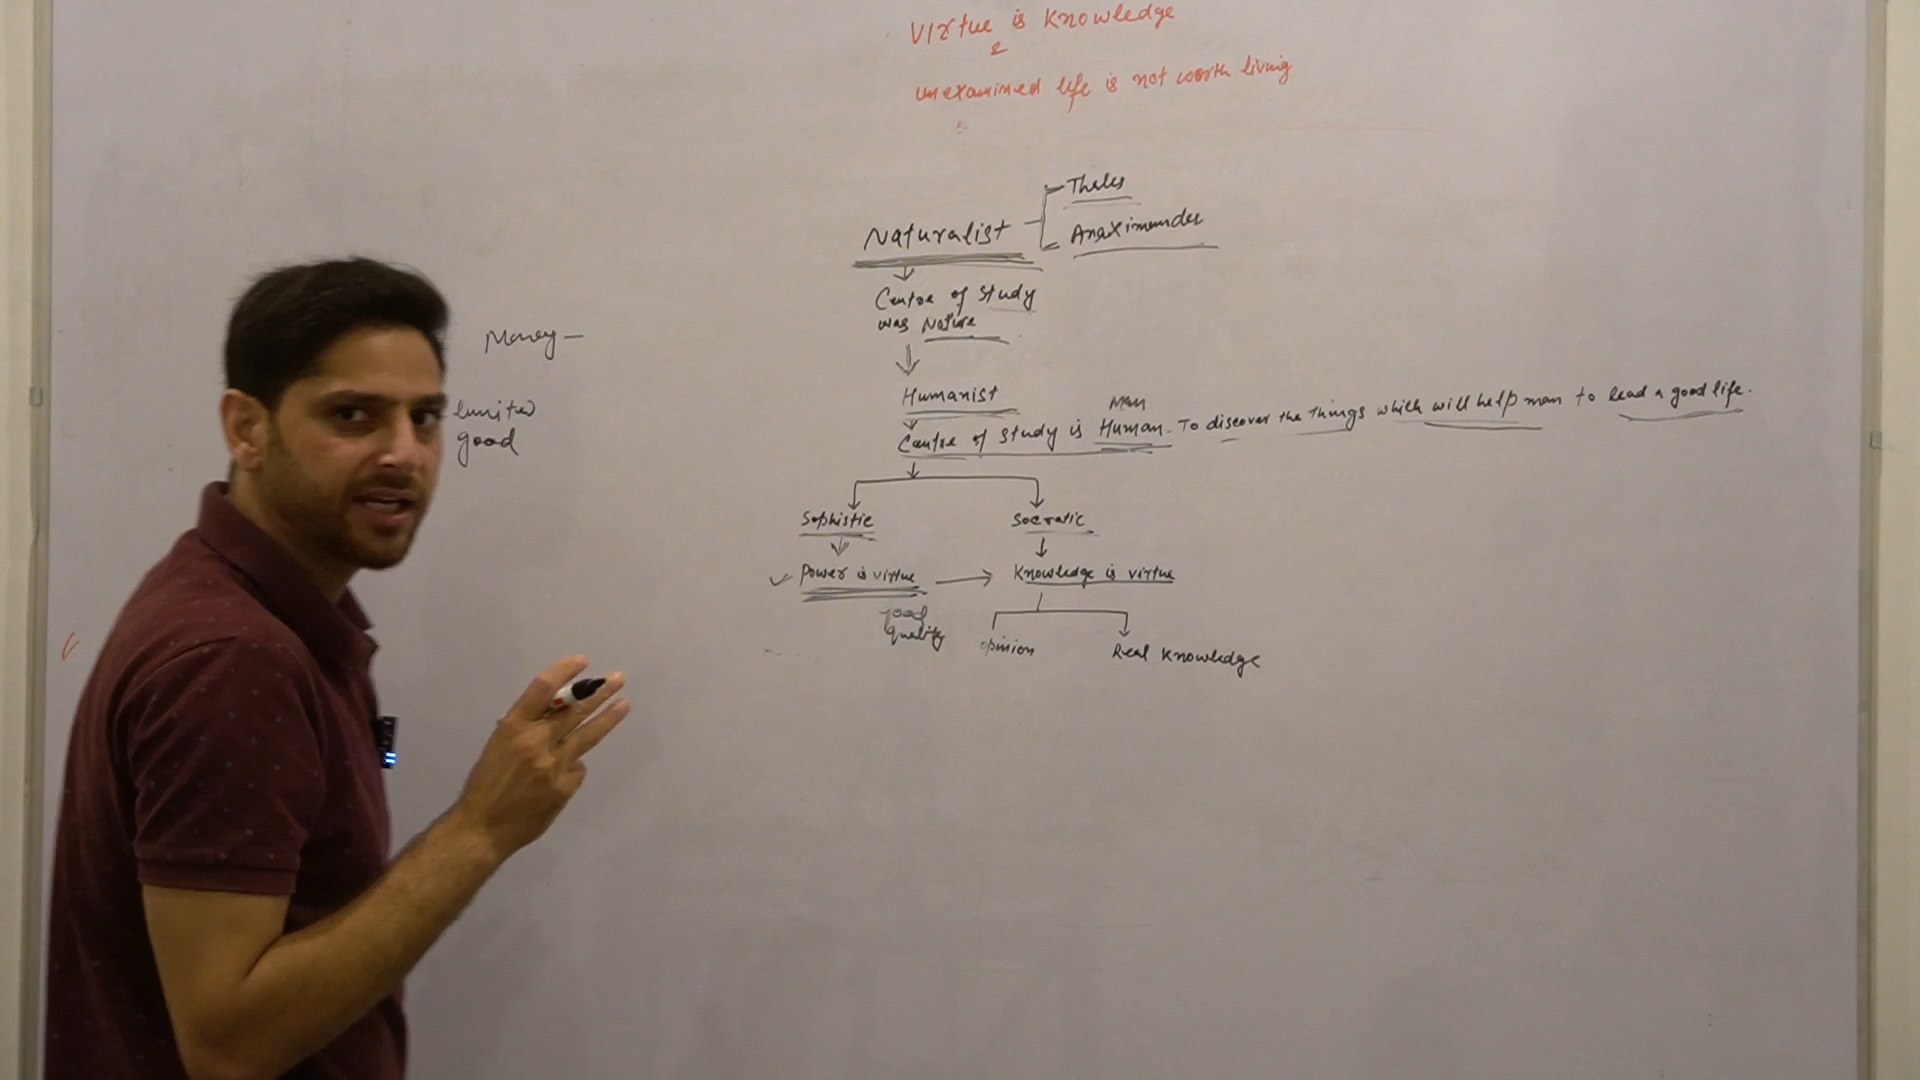 Virtue is Knowledge
&
unexamined life is not worth living
Thales
Naturalist
Anaximander
Centre of study
was Nature
Money –
Humanist
Man
Centre of study is Human. To discover the things which will help man to lead a good life.
limited
good
Sophistic
Socratic
Power is virtue
Knowledge is virtue
good
quality
opinion
Real Knowledge